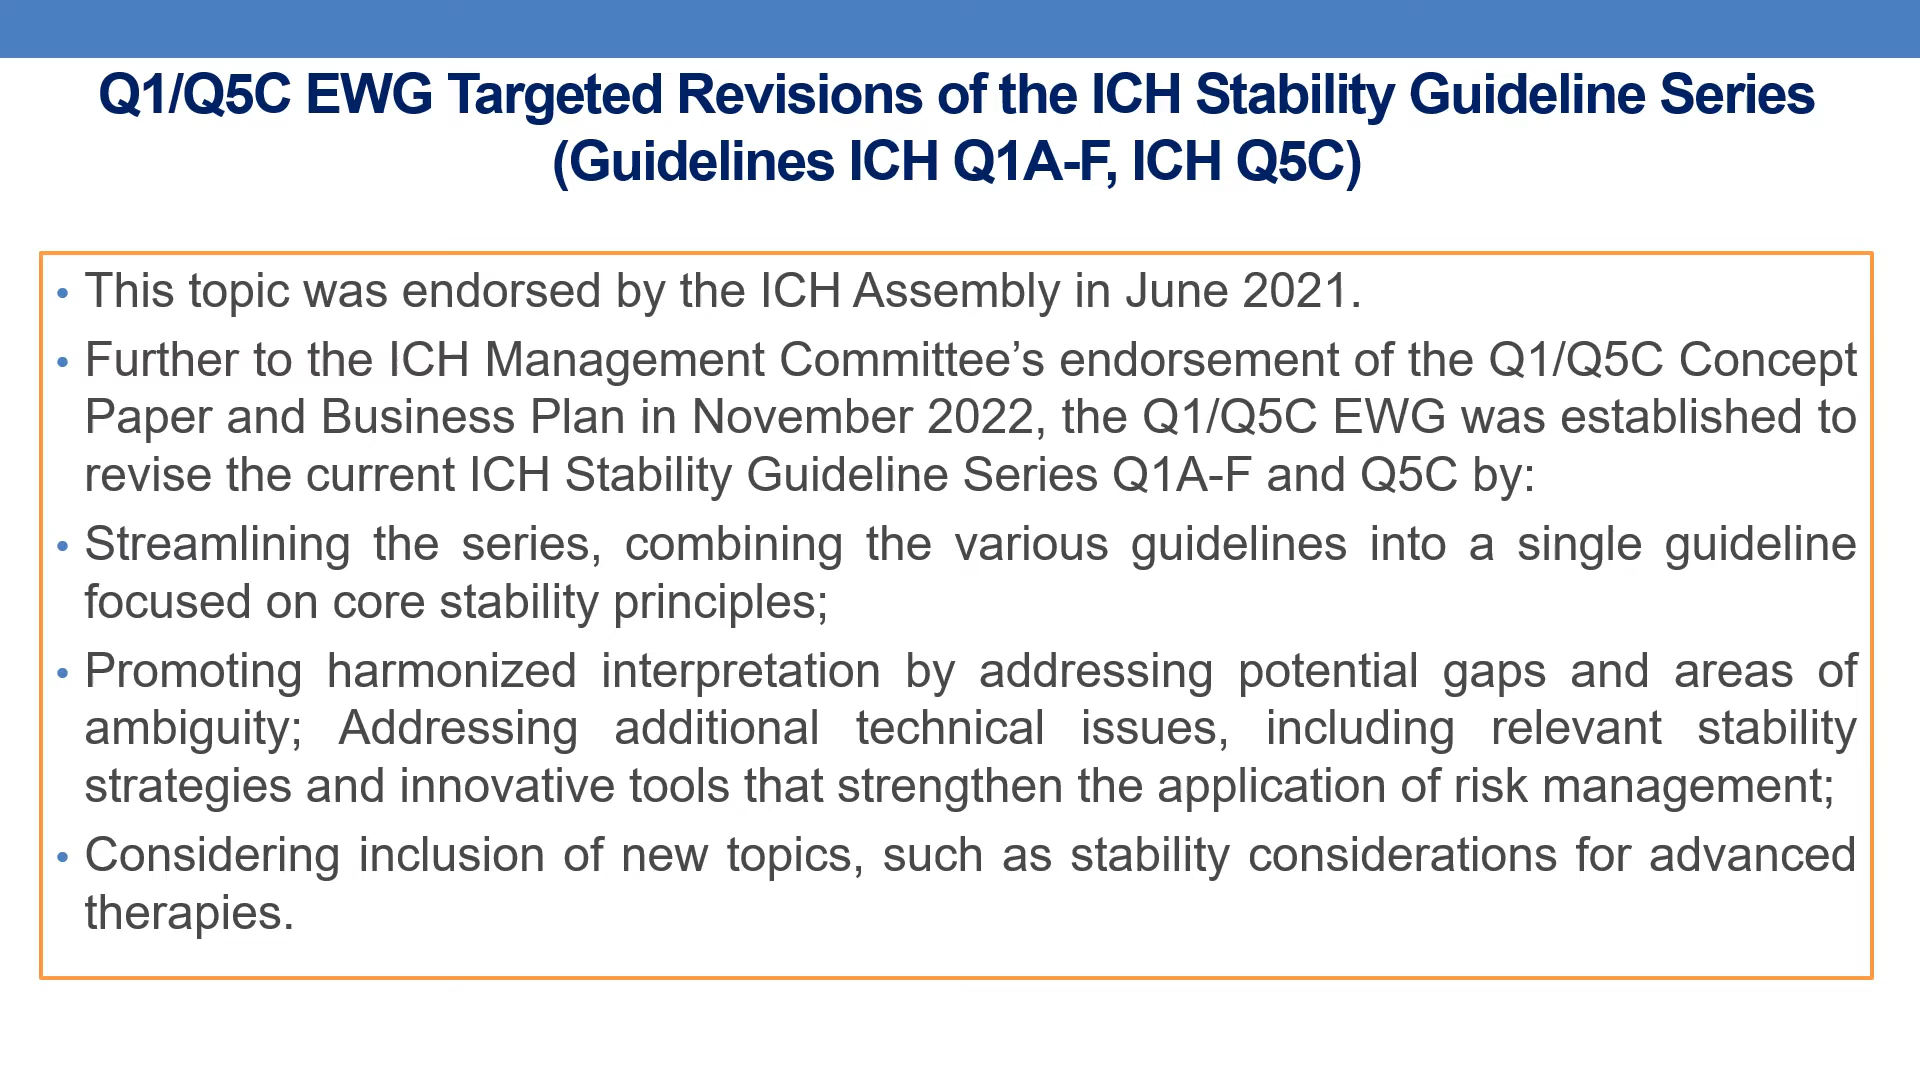 Q1/Q5C EWG Targeted Revisions of the ICH Stability Guideline Series
(Guidelines ICH Q1A-F, ICH Q5C)
• This topic was endorsed by the ICH Assembly in June 2021.
• Further to the ICH Management Committee’s endorsement of the Q1/Q5C Concept
Paper and Business Plan in November 2022, the Q1/Q5C EWG was established to
revise the current ICH Stability Guideline Series Q1A-F and Q5C by:
• Streamlining the series, combining the various guidelines into a single guideline
focused on core stability principles;
• Promoting harmonized interpretation by addressing potential gaps and areas of
ambiguity; Addressing additional technical issues, including relevant stability
strategies and innovative tools that strengthen the application of risk management;
• Considering inclusion of new topics, such as stability considerations for advanced
therapies.